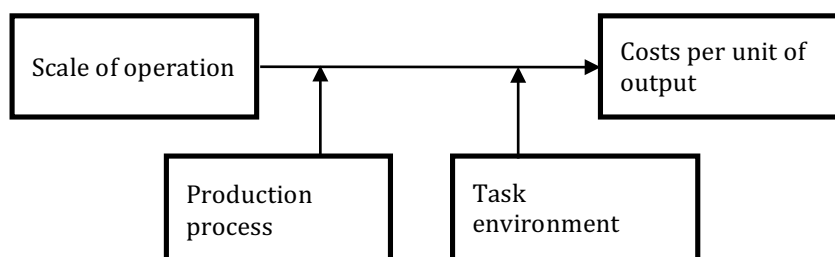 Scale of operation
Costs per unit of
output
Production
process
Task
environment